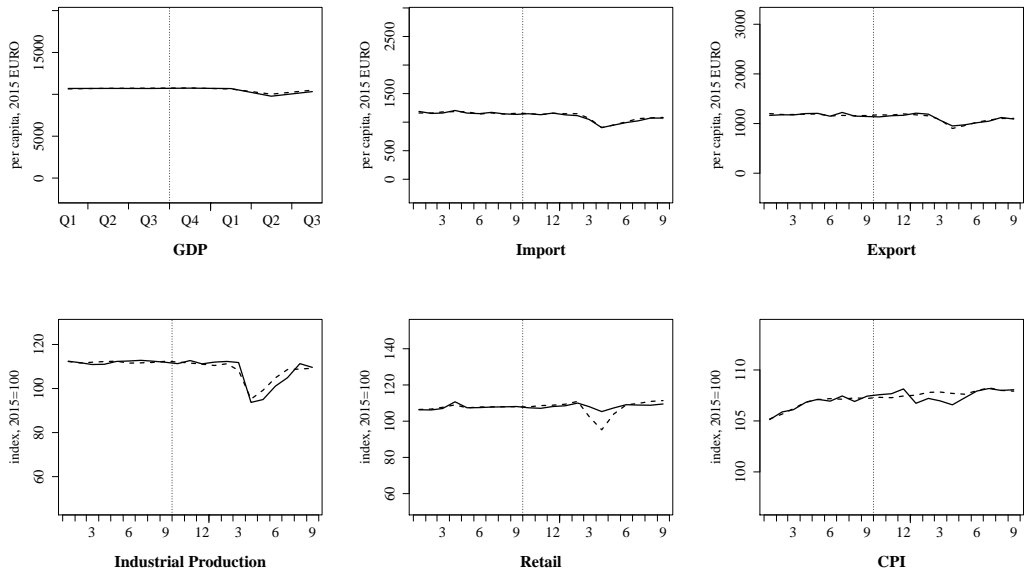 per capita, 2015 EURO
15000
5000
0
Q1 Q2 Q3 Q4 Q1 Q2 Q3
GDP
per capita, 2015 EURO
2500
1500
500
0
3 6 9 12 3 6 9
Import
per capita, 2015 EURO
3000
2000
1000
0
3 6 9 12 3 6 9
Export
index, 2015=100
120
100
80
60
3 6 9 12 3 6 9
Industrial Production
index, 2015=100
140
120
100
80
60
3 6 9 12 3 6 9
Retail
index, 2015=100
110
105
100
3 6 9 12 3 6 9
CPI